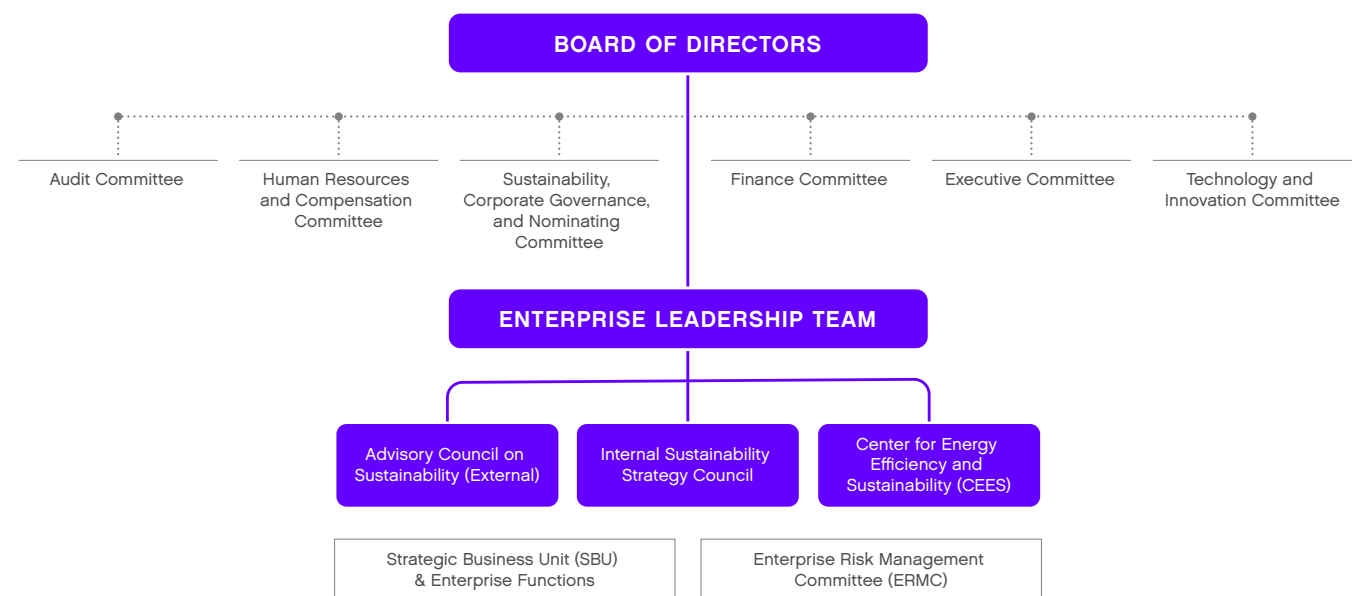 BOARD OF DIRECTORS
Audit Committee
Human Resources
and Compensation
Committee
Sustainability,
Corporate Governance,
and Nominating
Committee
Finance Committee
Executive Committee
Technology and
Innovation Committee
ENTERPRISE LEADERSHIP TEAM
Advisory Council on
Sustainability (External)
Internal Sustainability
Strategy Council
Center for Energy
Efficiency and
Sustainability (CEES)
Strategic Business Unit (SBU)
& Enterprise Functions
Enterprise Risk Management
Committee (ERMC)